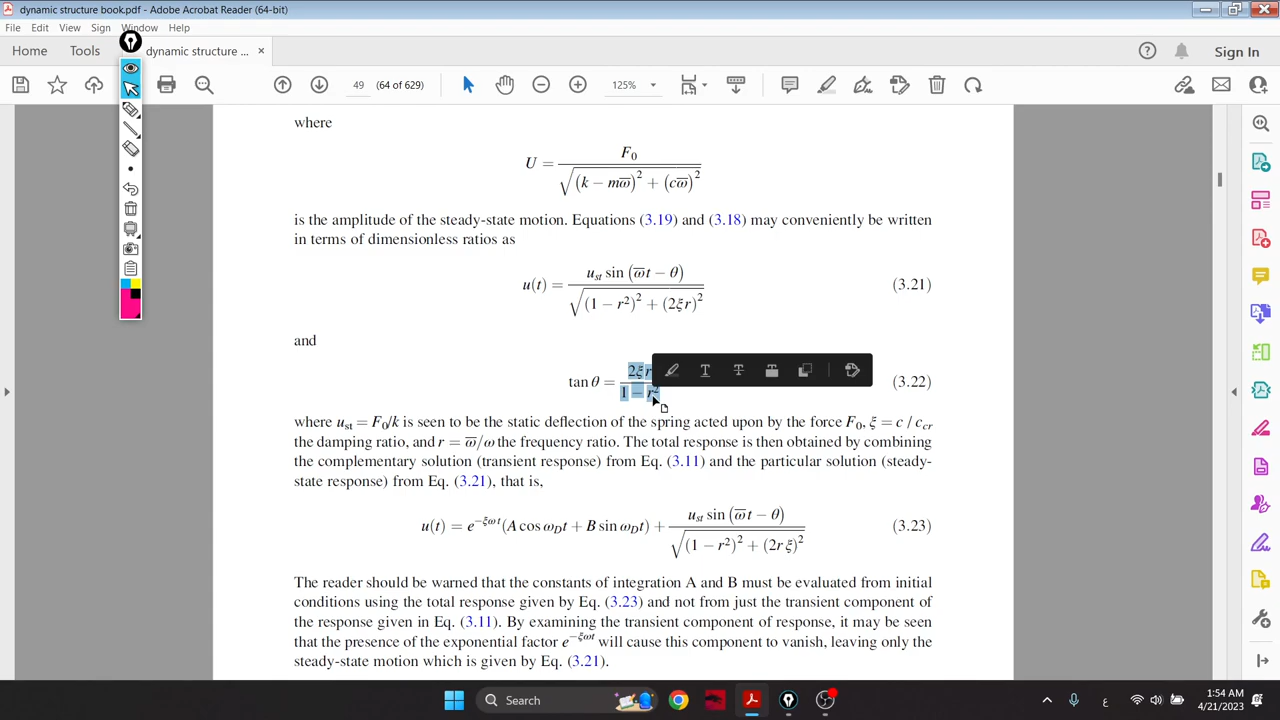 dynamic structure book.pdf - Adobe Acrobat Reader (64-bit)
File Edit View Sign Window Help
Home Tools dynamic structure ... × Sign In
49 (64 of 629) 125%
where
U = F₀ / √((k − mω̅)² + (cω̅)²)
is the amplitude of the steady-state motion. Equations (3.19) and (3.18) may conveniently be written
in terms of dimensionless ratios as
u(t) = u_st sin (ω̅t − θ) / √((1 − r²)² + (2ξr)²) (3.21)
and
tan θ = 2ξr / 1 − r² (3.22)
where u_st = F₀/k is seen to be the static deflection of the spring acted upon by the force F₀, ξ = c / c_cr
the damping ratio, and r = ω̅/ω the frequency ratio. The total response is then obtained by combining
the complementary solution (transient response) from Eq. (3.11) and the particular solution (steady-
state response) from Eq. (3.21), that is,
u(t) = e^(−ξωt)(A cos ω_D t + B sin ω_D t) + u_st sin (ω̅t − θ) / √((1 − r²)² + (2rξ)²) (3.23)
The reader should be warned that the constants of integration A and B must be evaluated from initial
conditions using the total response given by Eq. (3.23) and not from just the transient component of
the response given in Eq. (3.11). By examining the transient component of response, it may be seen
that the presence of the exponential factor e^(−ξωt) will cause this component to vanish, leaving only the
steady-state motion which is given by Eq. (3.21).
Search
ع
1:54 AM
4/21/2023